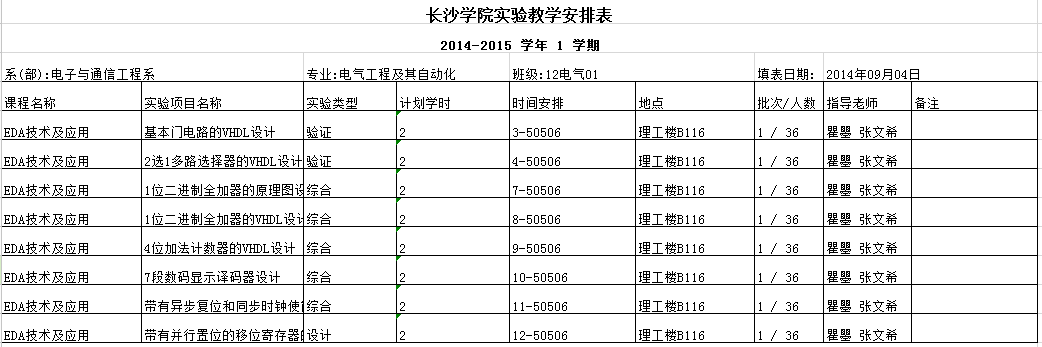 长沙学院实验教学安排表
2014-2015 学年 1 学期
系(部):电子与通信工程系 专业:电气工程及其自动化 班级:12电气01 填表日期: 2014年09月04日
课程名称 实验项目名称 实验类型 计划学时 时间安排 地点 批次/人数 指导老师 备注
EDA技术及应用 基本门电路的VHDL设计 验证 2 3-50506 理工楼B116 1 / 36 瞿曌 张文希
EDA技术及应用 2选1多路选择器的VHDL设计 验证 2 4-50506 理工楼B116 1 / 36 瞿曌 张文希
EDA技术及应用 1位二进制全加器的原理图设 综合 2 7-50506 理工楼B116 1 / 36 瞿曌 张文希
EDA技术及应用 1位二进制全加器的VHDL设计 综合 2 8-50506 理工楼B116 1 / 36 瞿曌 张文希
EDA技术及应用 4位加法计数器的VHDL设计 综合 2 9-50506 理工楼B116 1 / 36 瞿曌 张文希
EDA技术及应用 7段数码显示译码器设计 综合 2 10-50506 理工楼B116 1 / 36 瞿曌 张文希
EDA技术及应用 带有异步复位和同步时钟使 综合 2 11-50506 理工楼B116 1 / 36 瞿曌 张文希
EDA技术及应用 带有并行置位的移位寄存器的 设计 2 12-50506 理工楼B116 1 / 36 瞿曌 张文希